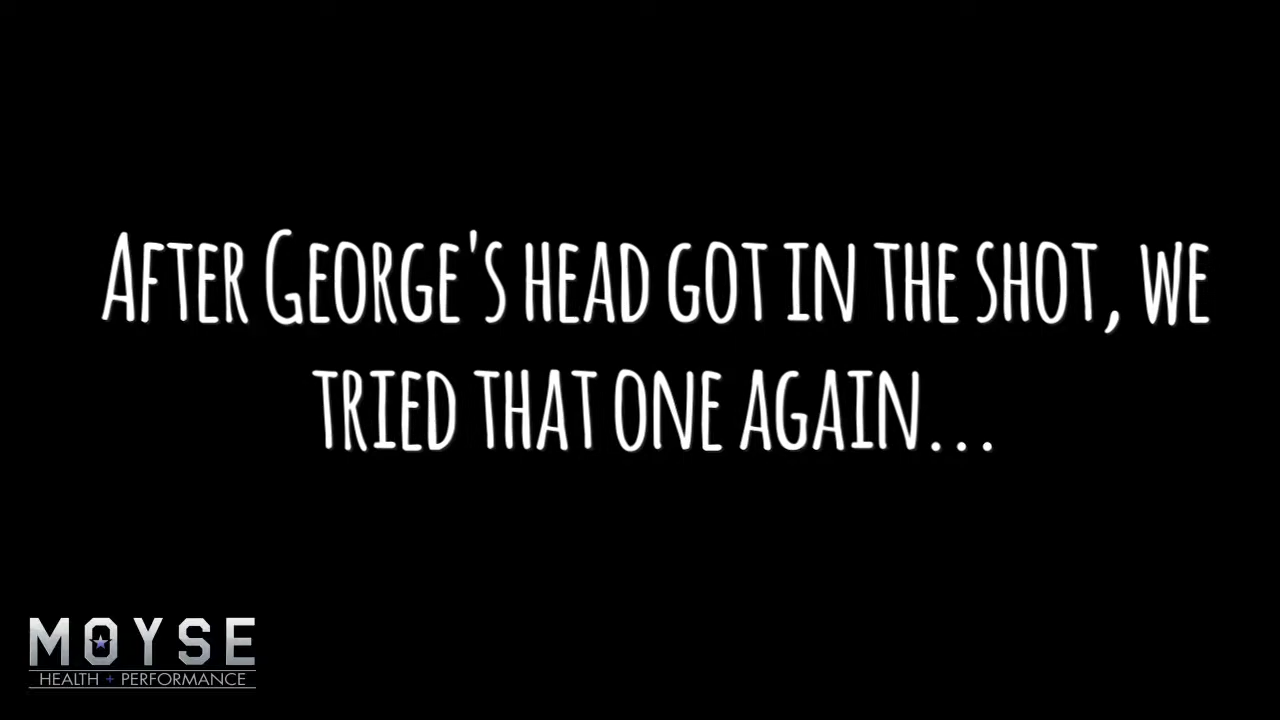 After George's head got in the shot, we
tried that one again...
MOYSE
HEALTH + PERFORMANCE